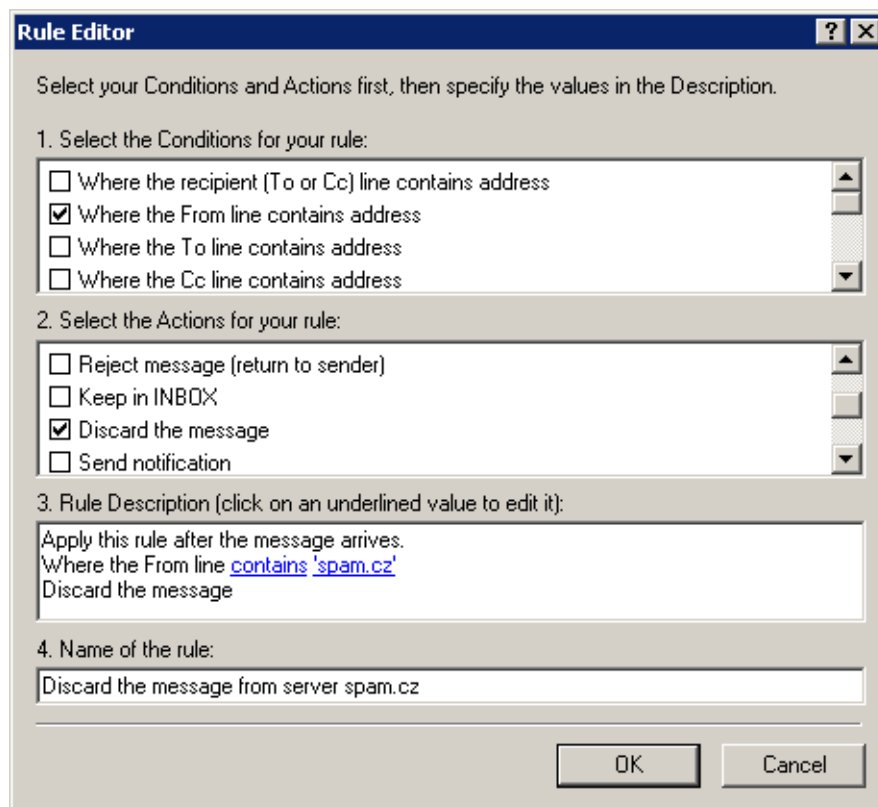 Rule Editor
Select your Conditions and Actions first, then specify the values in the Description.
1. Select the Conditions for your rule:
Where the recipient (To or Cc) line contains address
Where the From line contains address
Where the To line contains address
Where the Cc line contains address
2. Select the Actions for your rule:
Reject message (return to sender)
Keep in INBOX
Discard the message
Send notification
3. Rule Description (click on an underlined value to edit it):
Apply this rule after the message arrives.
Where the From line contains 'spam.cz'
Discard the message
4. Name of the rule:
Discard the message from server spam.cz
OK Cancel